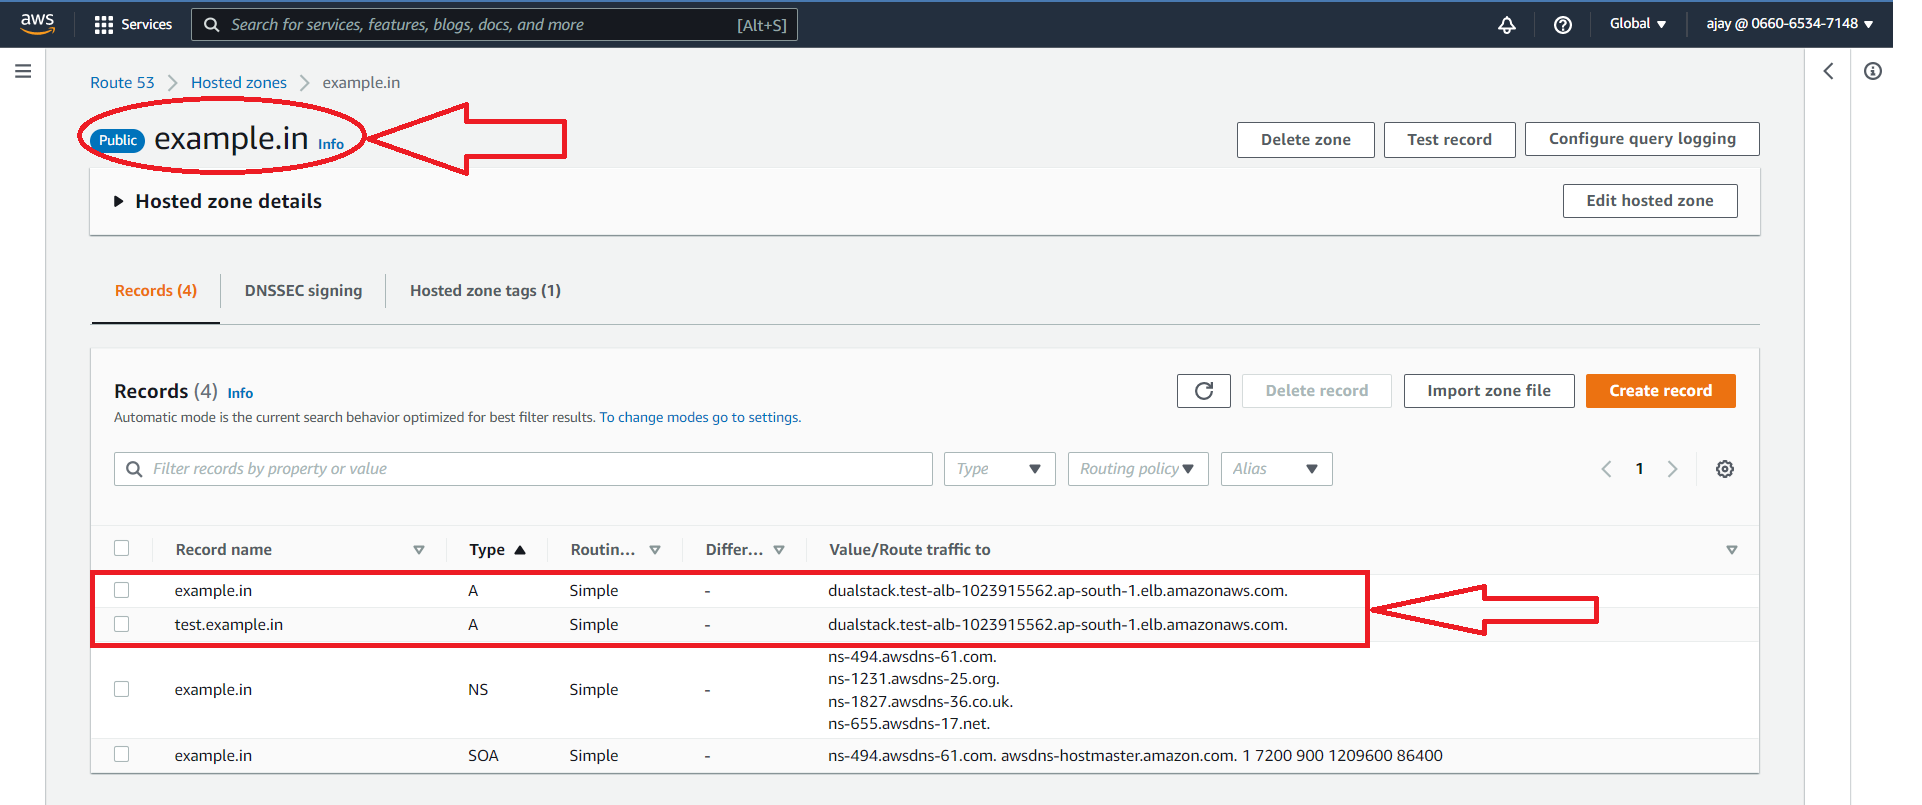 aws Services Search for services, features, blogs, docs, and more [Alt+S] Global ajay @ 0660-6534-7148
Route 53 Hosted zones example.in
Public example.in Info Delete zone Test record Configure query logging
Hosted zone details Edit hosted zone
Records (4) DNSSEC signing Hosted zone tags (1)
Records (4) Info Delete record Import zone file Create record
Automatic mode is the current search behavior optimized for best filter results. To change modes go to settings.
Filter records by property or value Type Routing policy Alias 1
Record name Type Routin... Differ... Value/Route traffic to
example.in A Simple - dualstack.test-alb-1023915562.ap-south-1.elb.amazonaws.com.
test.example.in A Simple - dualstack.test-alb-1023915562.ap-south-1.elb.amazonaws.com.
ns-494.awsdns-61.com.
ns-1231.awsdns-25.org.
example.in NS Simple -
ns-1827.awsdns-36.co.uk.
ns-655.awsdns-17.net.
example.in SOA Simple - ns-494.awsdns-61.com. awsdns-hostmaster.amazon.com. 1 7200 900 1209600 86400